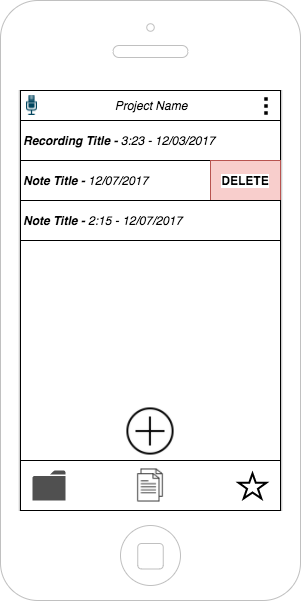 Project Name
Recording Title - 3:23 - 12/03/2017
Note Title - 12/07/2017 DELETE
Note Title - 2:15 - 12/07/2017